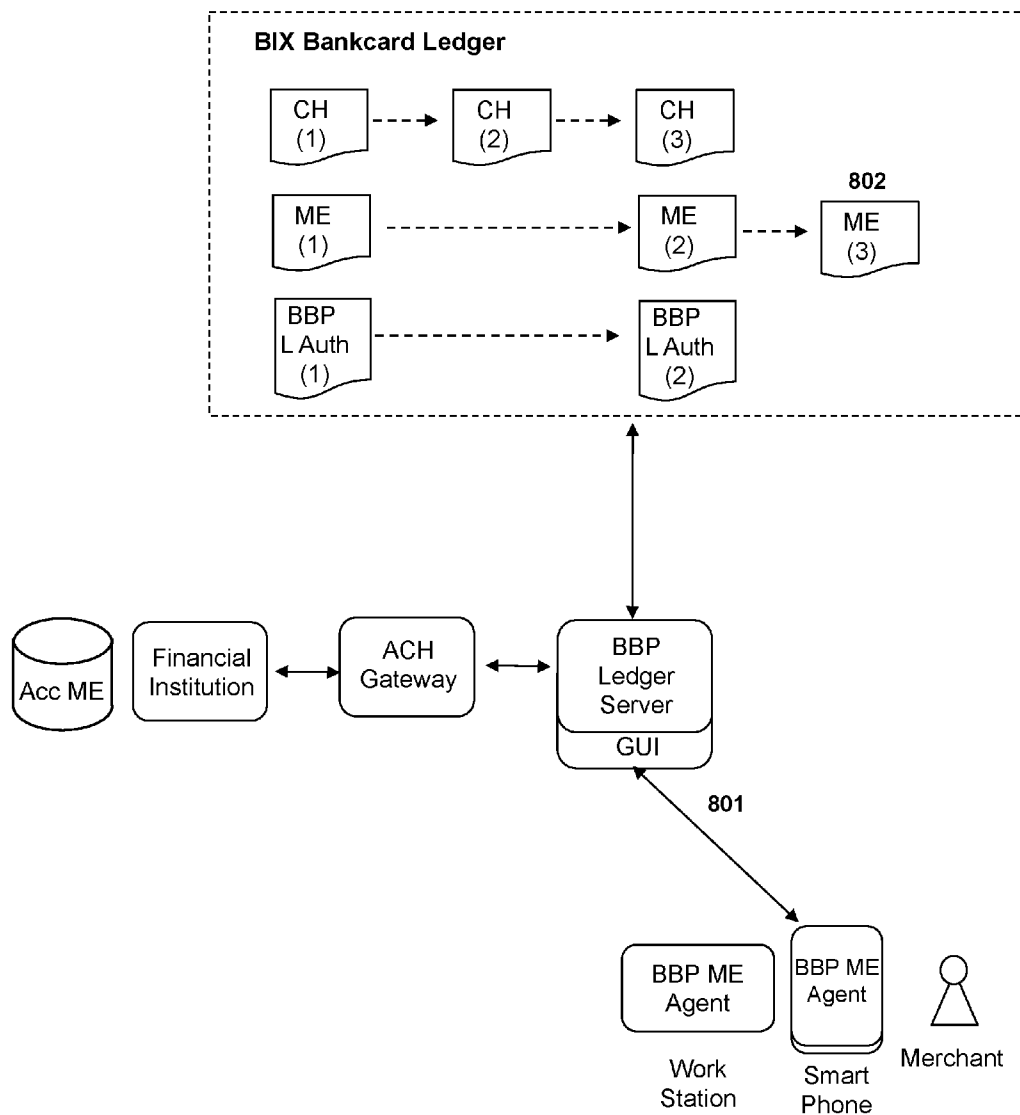 BIX Bankcard Ledger
CH
(1)
CH
(2)
CH
(3)
802
ME
(1)
ME
(2)
ME
(3)
BBP
L Auth
(1)
BBP
L Auth
(2)
Acc ME
Financial
Institution
ACH
Gateway
BBP
Ledger
Server
GUI
801
BBP ME
Agent
BBP ME
Agent
Merchant
Work
Station
Smart
Phone